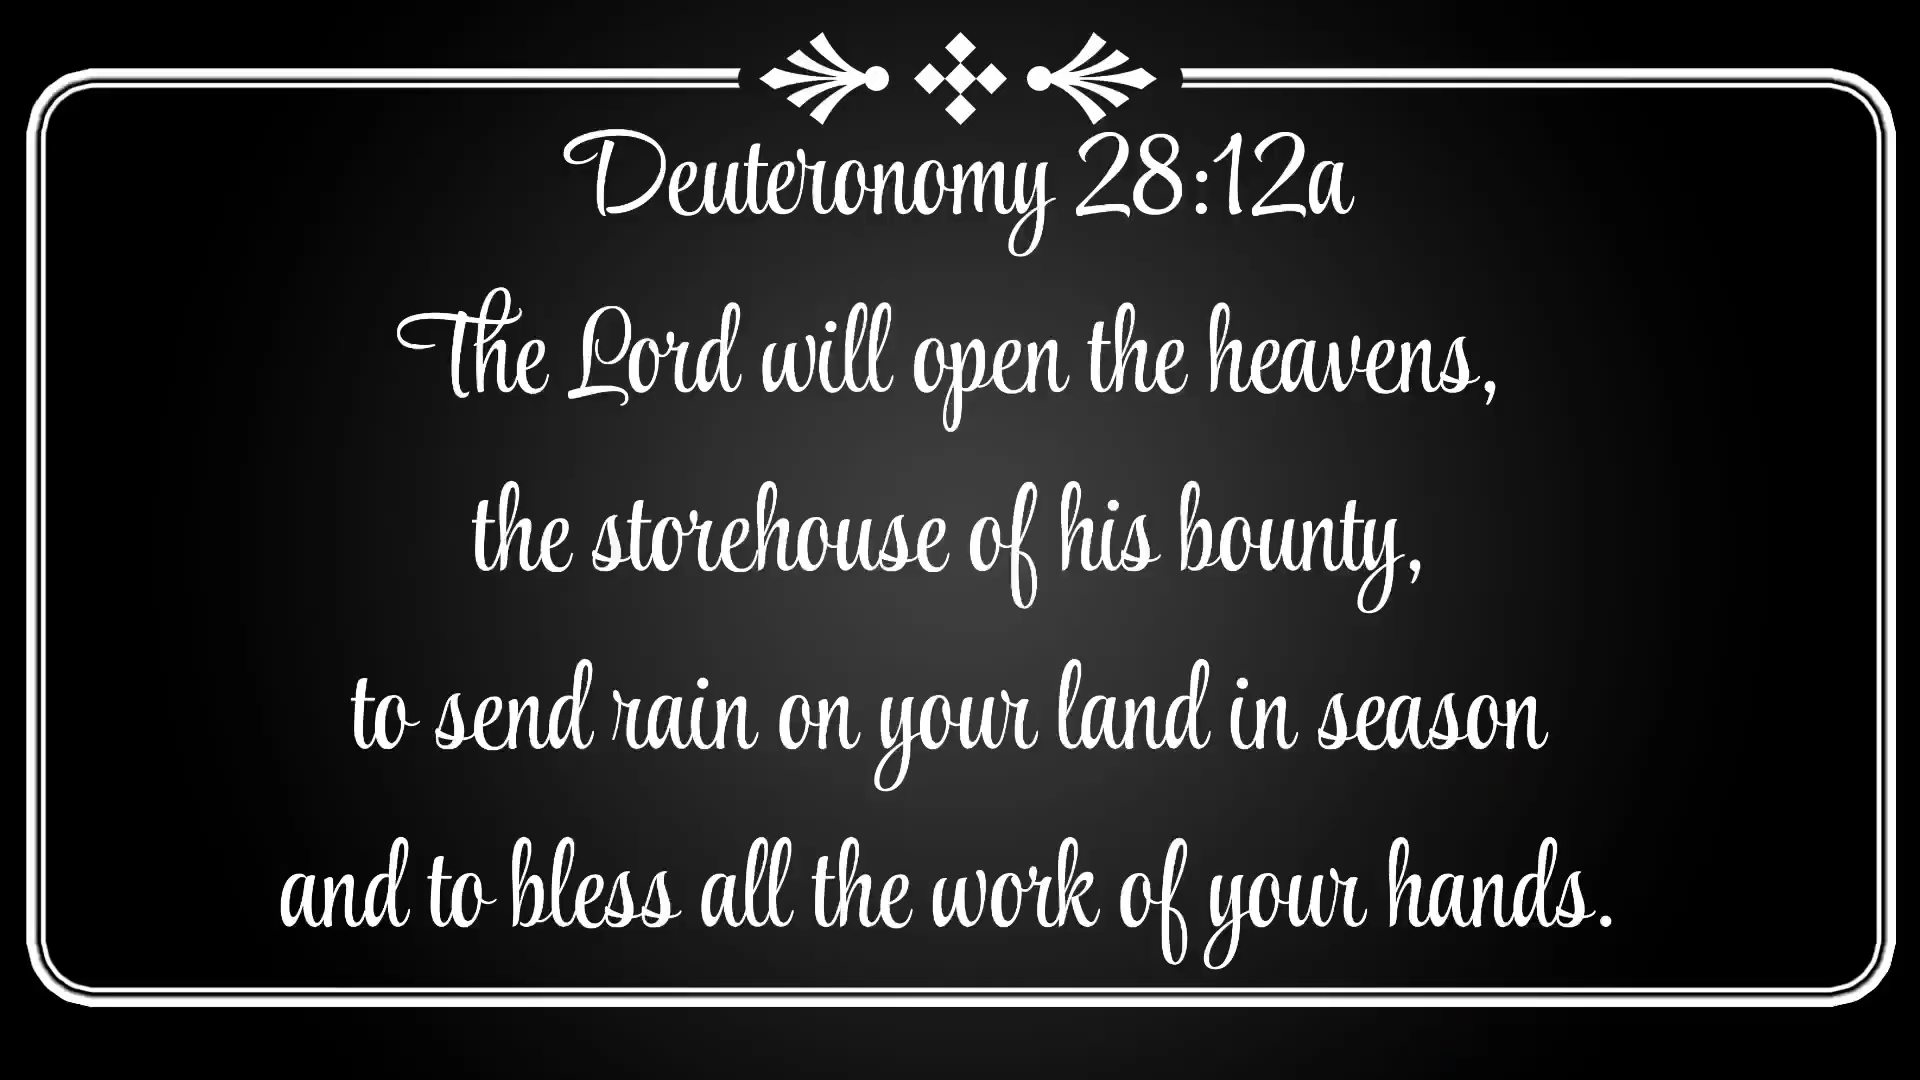 Deuteronomy 28:12a
The Lord will open the heavens,
the storehouse of his bounty,
to send rain on your land in season
and to bless all the work of your hands.